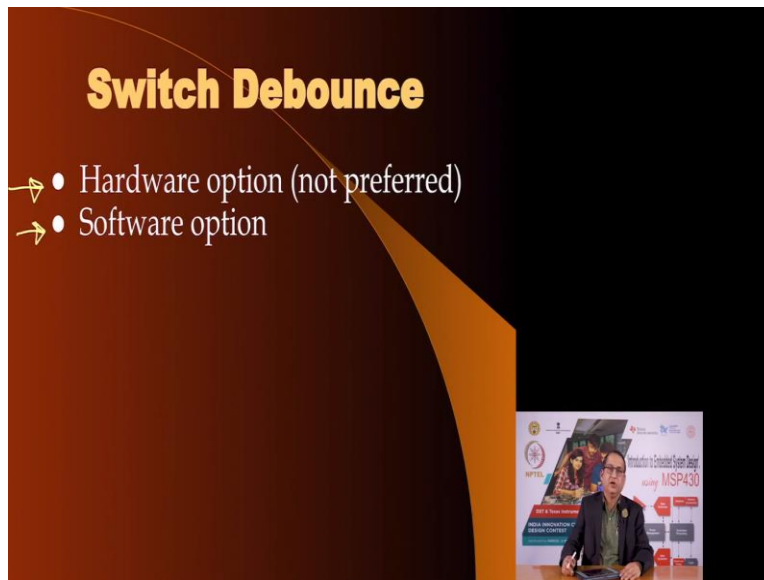 Switch Debounce
• Hardware option (not preferred)
• Software option
NPTEL
Introduction to Embedded System Design
using MSP430
INDIA INNOVATION C
DESIGN CONTEST